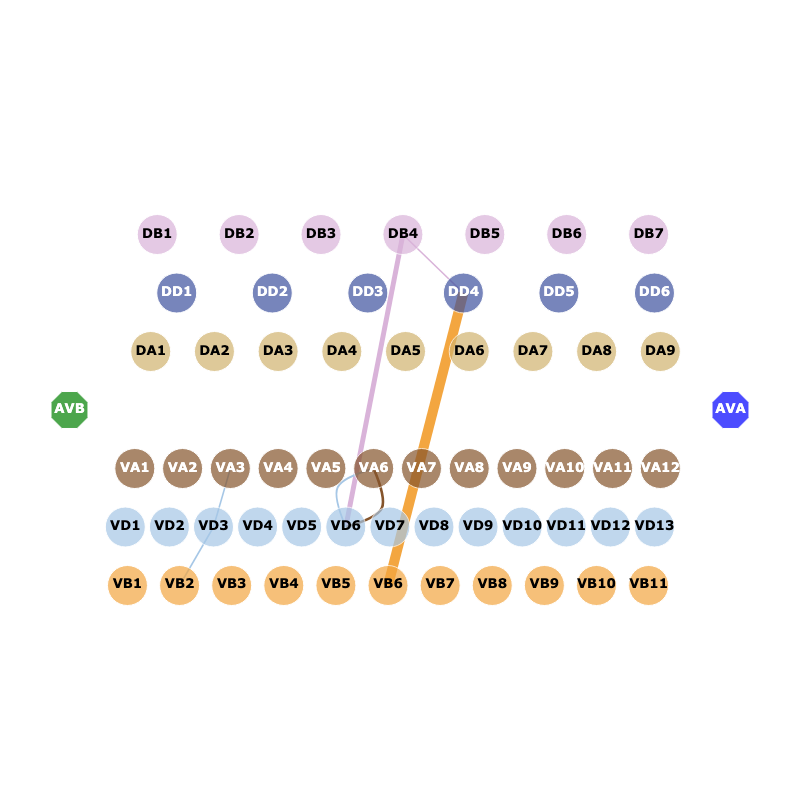 DB1 DB2 DB3 DB4 DB5 DB6 DB7
DD1 DD2 DD3 DD4 DD5 DD6
DA1 DA2 DA3 DA4 DA5 DA6 DA7 DA8 DA9
AVB AVA
VA1 VA2 VA3 VA4 VA5 VA6 VA7 VA8 VA9 VA10 VA11 VA12
VD1 VD2 VD3 VD4 VD5 VD6 VD7 VD8 VD9 VD10 VD11 VD12 VD13
VB1 VB2 VB3 VB4 VB5 VB6 VB7 VB8 VB9 VB10 VB11